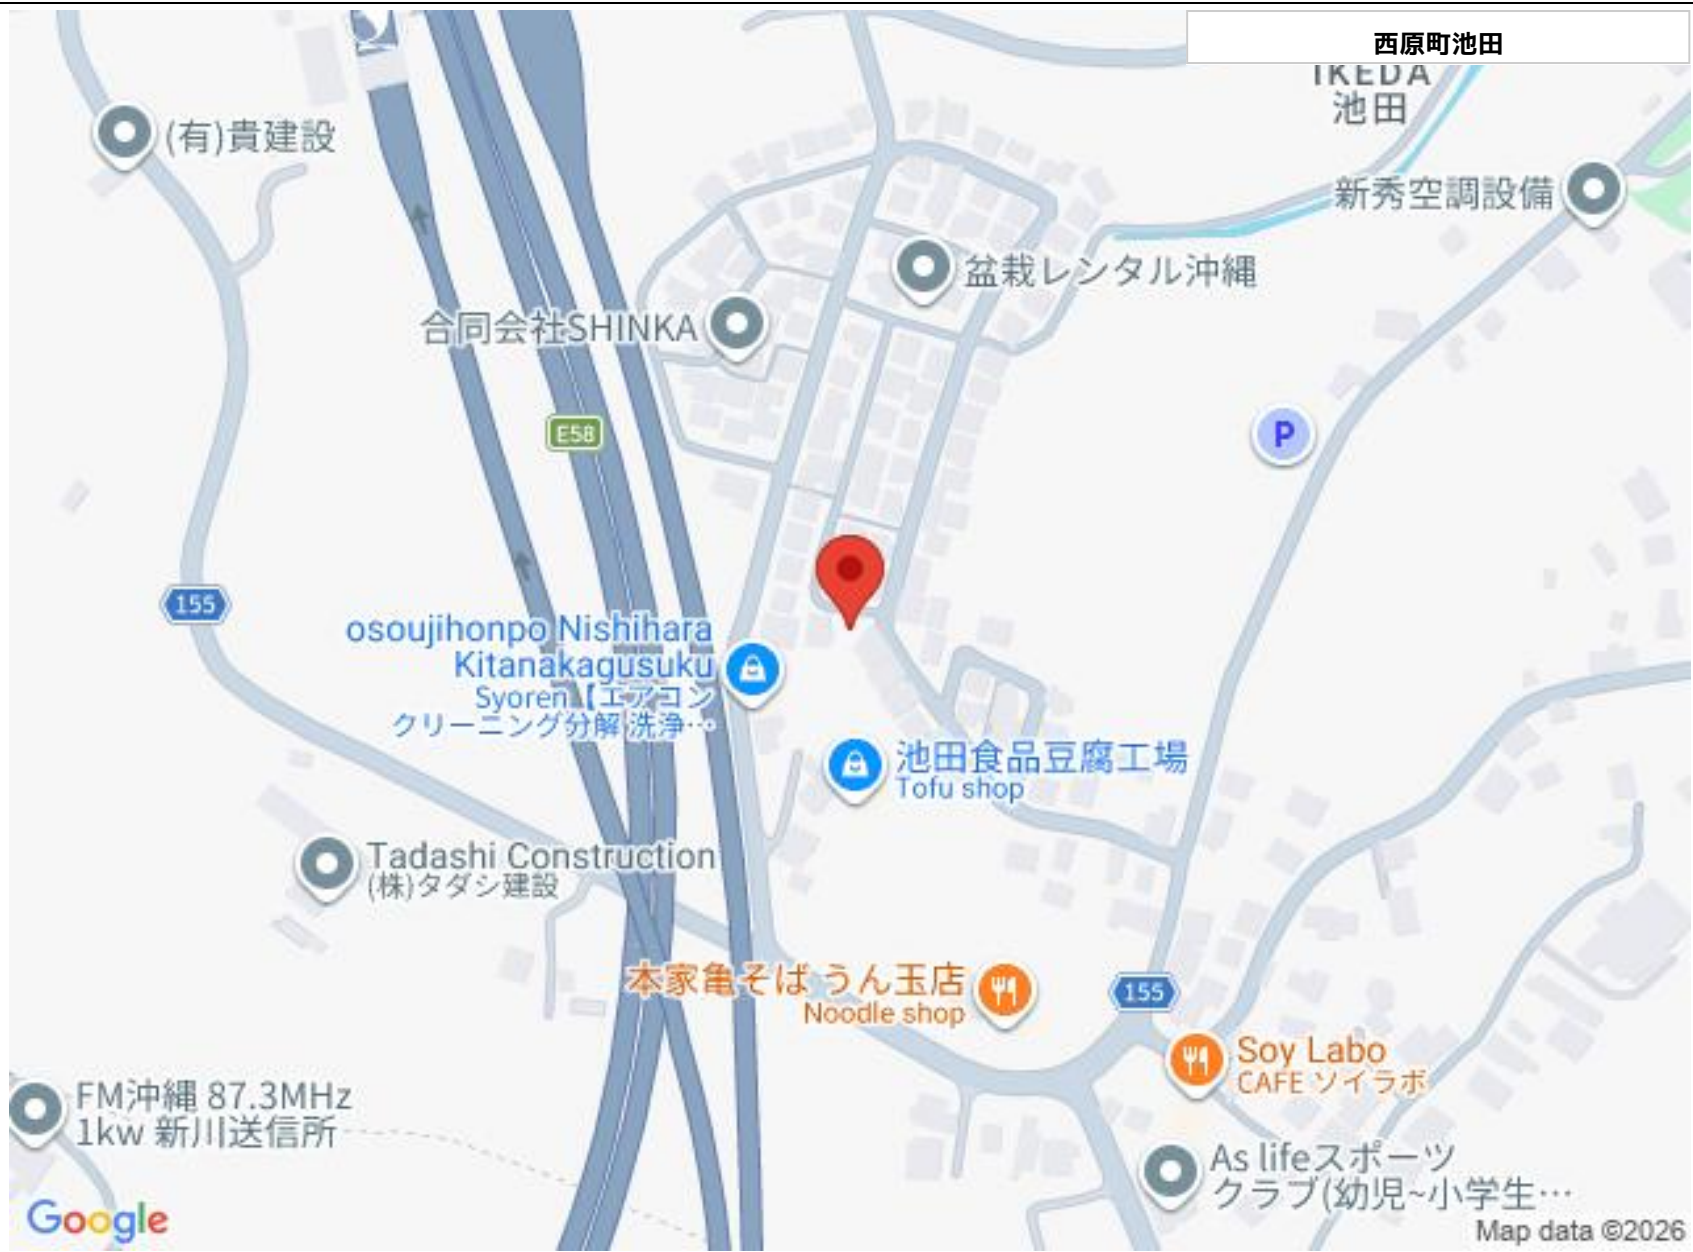 西原町池田
IKEDA
池田
(有)貴建設
新秀空調設備
盆栽レンタル沖縄
合同会社SHINKA
E58
P
155
osoujihonpo Nishihara
Kitanakagusuku
Syoren【エアコン
クリーニング分解 洗浄…
池田食品豆腐工場
Tofu shop
Tadashi Construction
(株)タダシ建設
本家亀そば うん玉店
Noodle shop
155
Soy Labo
CAFE ソイラボ
FM沖縄 87.3MHz
1kw 新川送信所
As lifeスポーツ
クラブ(幼児~小学生…
Google
Map data ©2026